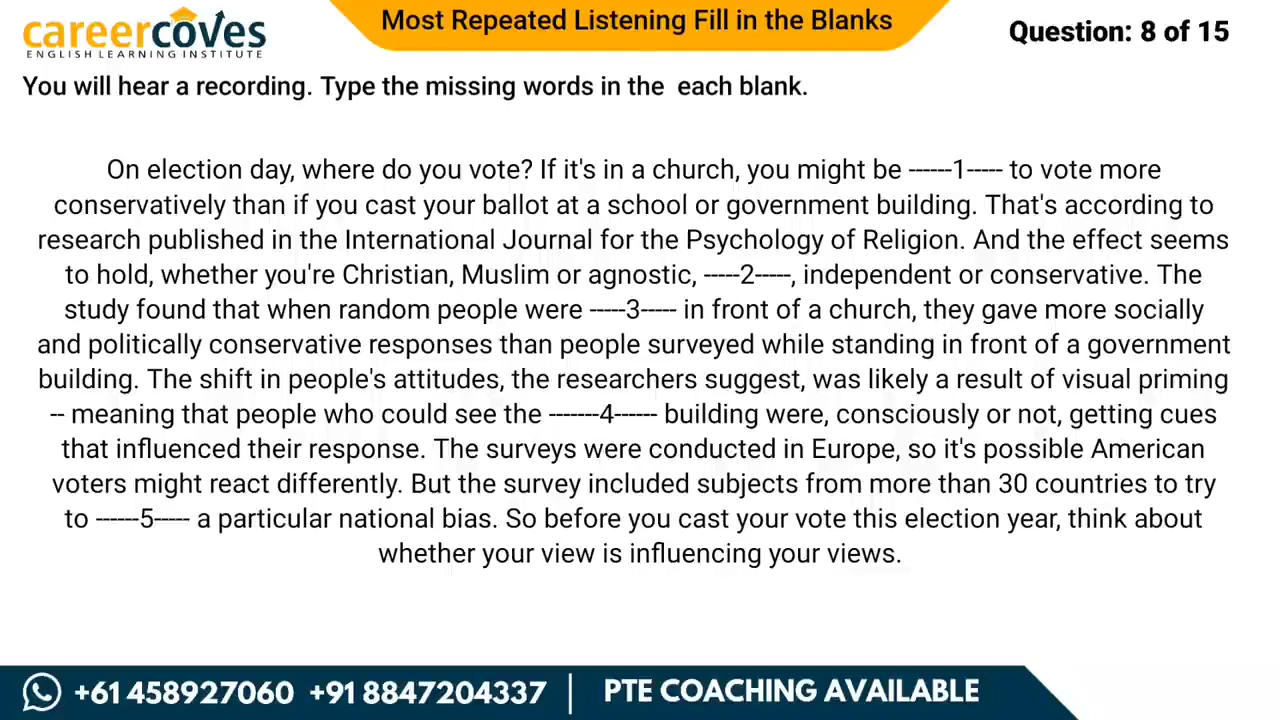 careercoves
ENGLISH LEARNING INSTITUTE
Most Repeated Listening Fill in the Blanks
Question: 8 of 15
You will hear a recording. Type the missing words in the  each blank.
On election day, where do you vote? If it's in a church, you might be ------1----- to vote more
conservatively than if you cast your ballot at a school or government building. That's according to
research published in the International Journal for the Psychology of Religion. And the effect seems
to hold, whether you're Christian, Muslim or agnostic, -----2-----, independent or conservative. The
study found that when random people were -----3----- in front of a church, they gave more socially
and politically conservative responses than people surveyed while standing in front of a government
building. The shift in people's attitudes, the researchers suggest, was likely a result of visual priming
-- meaning that people who could see the -------4------ building were, consciously or not, getting cues
that influenced their response. The surveys were conducted in Europe, so it's possible American
voters might react differently. But the survey included subjects from more than 30 countries to try
to ------5----- a particular national bias. So before you cast your vote this election year, think about
whether your view is influencing your views.
+61 458927060 +91 8847204337 | PTE COACHING AVAILABLE